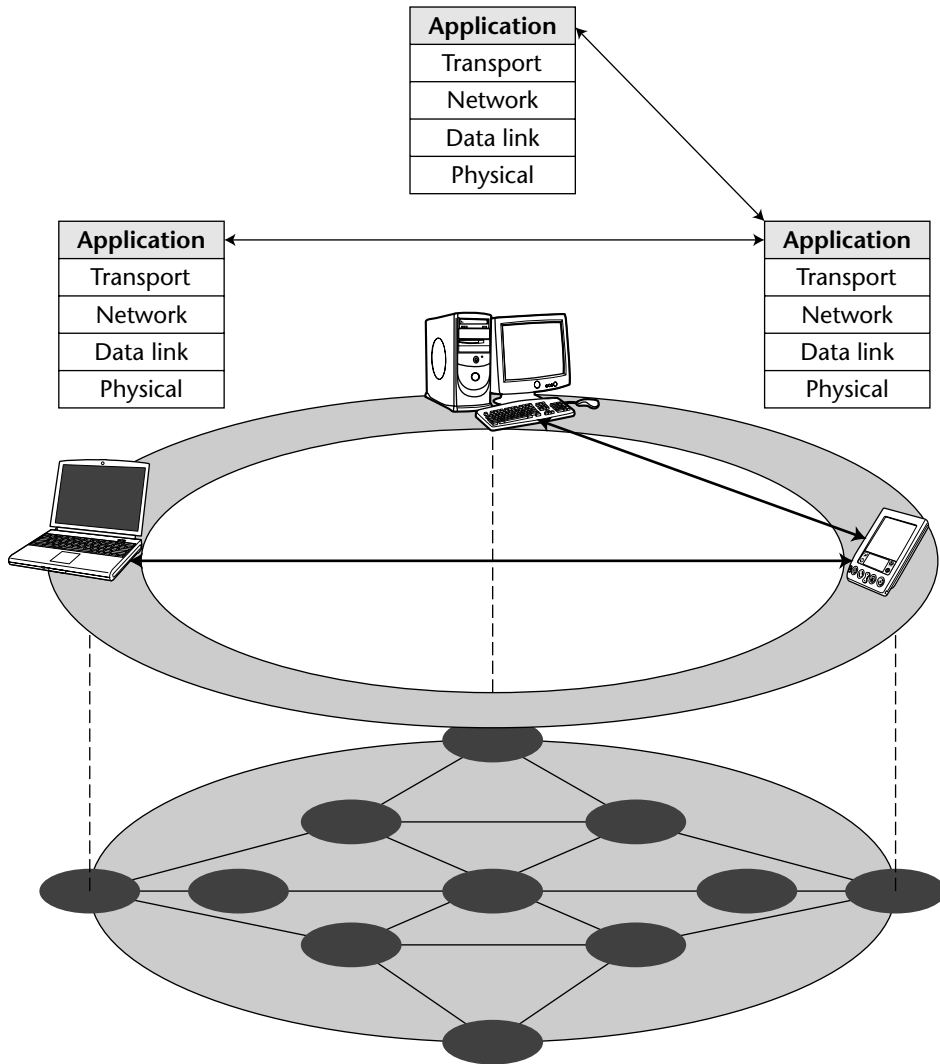 Application
Transport
Network
Data link
Physical
Application
Transport
Network
Data link
Physical
Application
Transport
Network
Data link
Physical